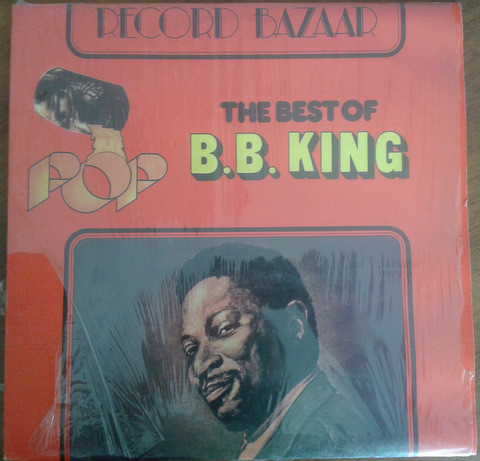 RECORD BAZAAR
THE BEST OF
B.B. KING
POP